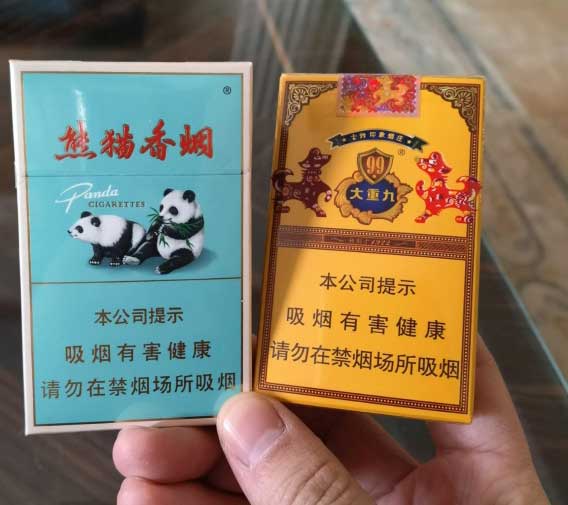 熊猫香烟
®
Panda
CIGARETTES
本公司提示
吸烟有害健康
请勿在禁烟场所吸烟
99
®
大重九
本公司提示
吸烟有害健康
请勿在禁烟场所吸烟